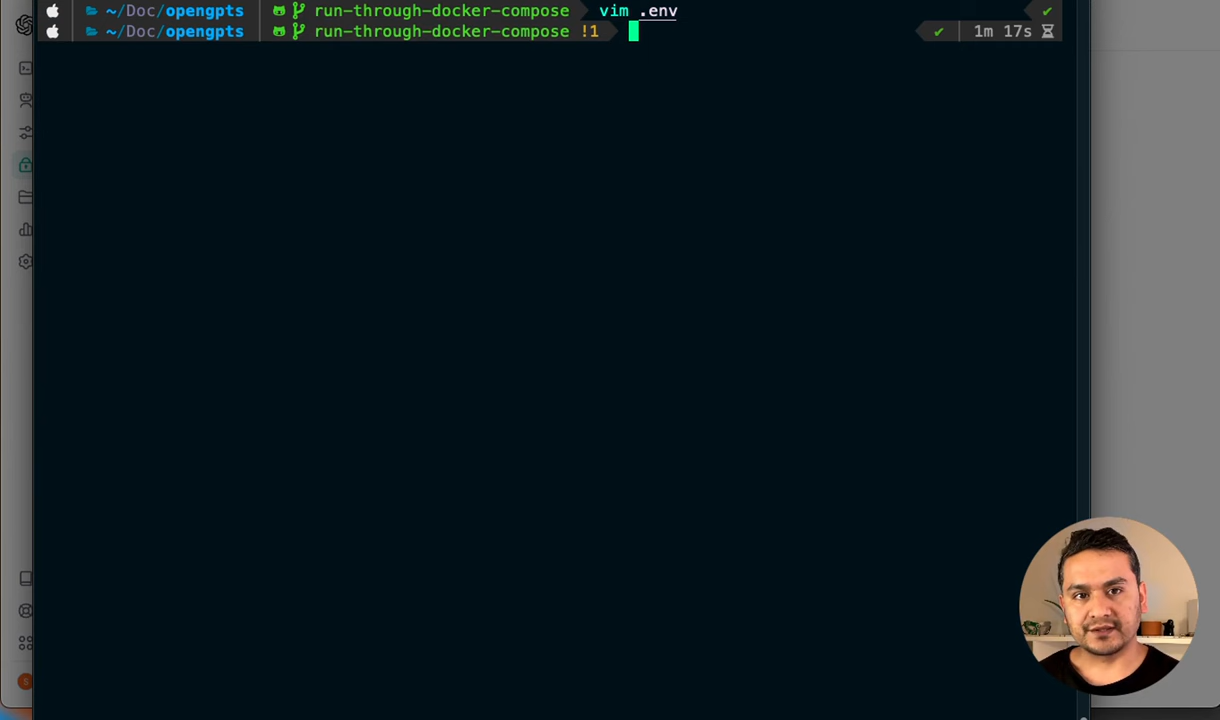 ~/Doc/opengpts run-through-docker-compose vim .env ✔
~/Doc/opengpts run-through-docker-compose !1 ✔ 1m 17s
S